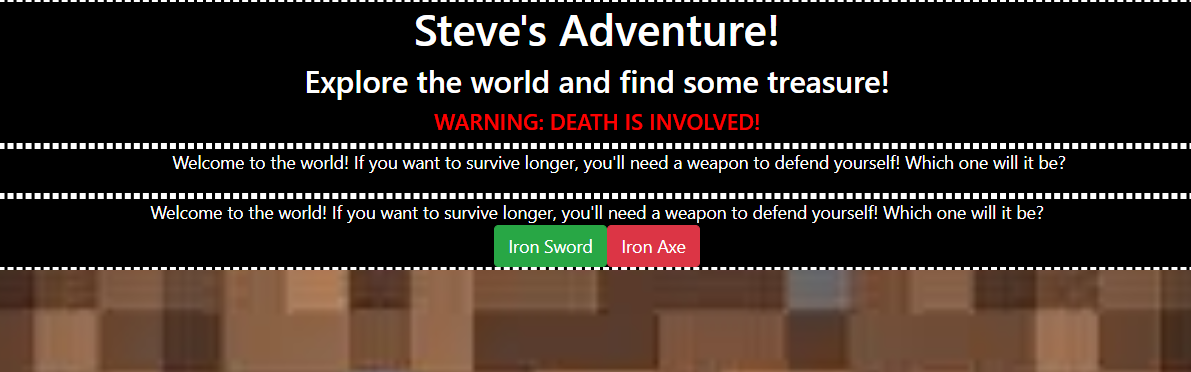 Steve's Adventure!
Explore the world and find some treasure!
WARNING: DEATH IS INVOLVED!
Welcome to the world! If you want to survive longer, you'll need a weapon to defend yourself! Which one will it be?
Welcome to the world! If you want to survive longer, you'll need a weapon to defend yourself! Which one will it be?
Iron Sword Iron Axe